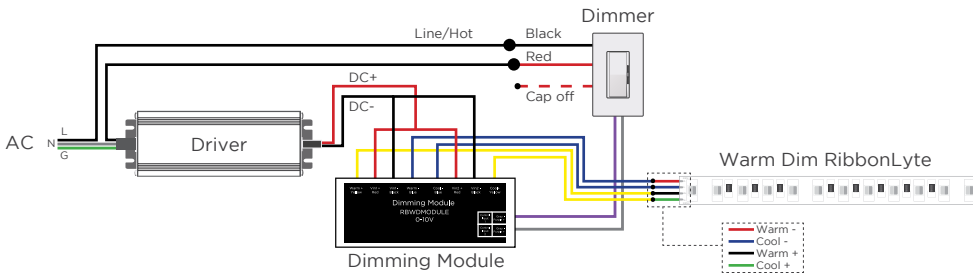 Dimmer
Line/Hot
Black
Red
DC+
Cap off
DC-
AC
L
N
G
Driver
Warm Dim RibbonLyte
Dimming Module
RBWDMODULE
0-10V
Warm -
Cool -
Warm +
Cool +
Dimming Module